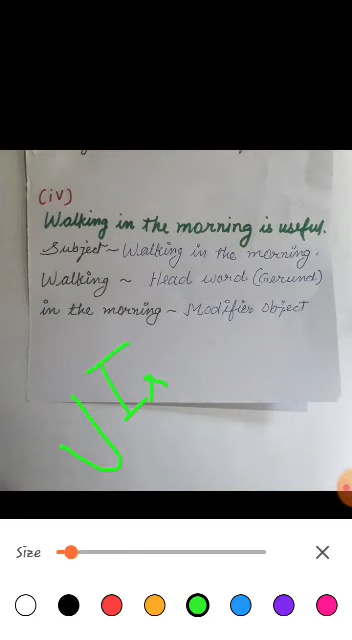 (iv)
Walking in the morning is useful.
Subject ~ Walking in the morning.
Walking ~ Head word (Gerund)
in the morning ~ Modifier Object
Size